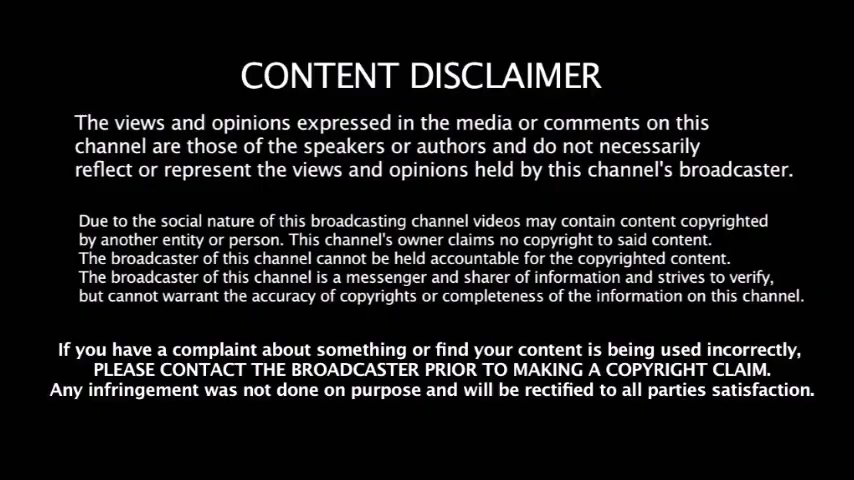 CONTENT DISCLAIMER
The views and opinions expressed in the media or comments on this
channel are those of the speakers or authors and do not necessarily
reflect or represent the views and opinions held by this channel's broadcaster.
Due to the social nature of this broadcasting channel videos may contain content copyrighted
by another entity or person. This channel's owner claims no copyright to said content.
The broadcaster of this channel cannot be held accountable for the copyrighted content.
The broadcaster of this channel is a messenger and sharer of information and strives to verify,
but cannot warrant the accuracy of copyrights or completeness of the information on this channel.
If you have a complaint about something or find your content is being used incorrectly,
PLEASE CONTACT THE BROADCASTER PRIOR TO MAKING A COPYRIGHT CLAIM.
Any infringement was not done on purpose and will be rectified to all parties satisfaction.